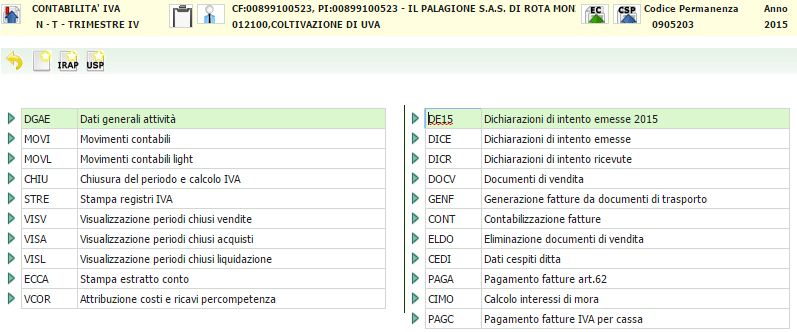 CONTABILITA' IVA
N - T - TRIMESTRE IV
CF:00899100523, PI:00899100523 - IL PALAGIONE S.A.S. DI ROTA MON
012100,COLTIVAZIONE DI UVA
EC
CSP
Codice Permanenza
0905203
Anno
2015
IRAP
USP
DGAE Dati generali attività
MOVI Movimenti contabili
MOVL Movimenti contabili light
CHIU Chiusura del periodo e calcolo IVA
STRE Stampa registri IVA
VISV Visualizzazione periodi chiusi vendite
VISA Visualizzazione periodi chiusi acquisti
VISL Visualizzazione periodi chiusi liquidazione
ECCA Stampa estratto conto
VCOR Attribuzione costi e ricavi percompetenza
DE15 Dichiarazioni di intento emesse 2015
DICE Dichiarazioni di intento emesse
DICR Dichiarazioni di intento ricevute
DOCV Documenti di vendita
GENF Generazione fatture da documenti di trasporto
CONT Contabilizzazione fatture
ELDO Eliminazione documenti di vendita
CEDI Dati cespiti ditta
PAGA Pagamento fatture art.62
CIMO Calcolo interessi di mora
PAGC Pagamento fatture IVA per cassa